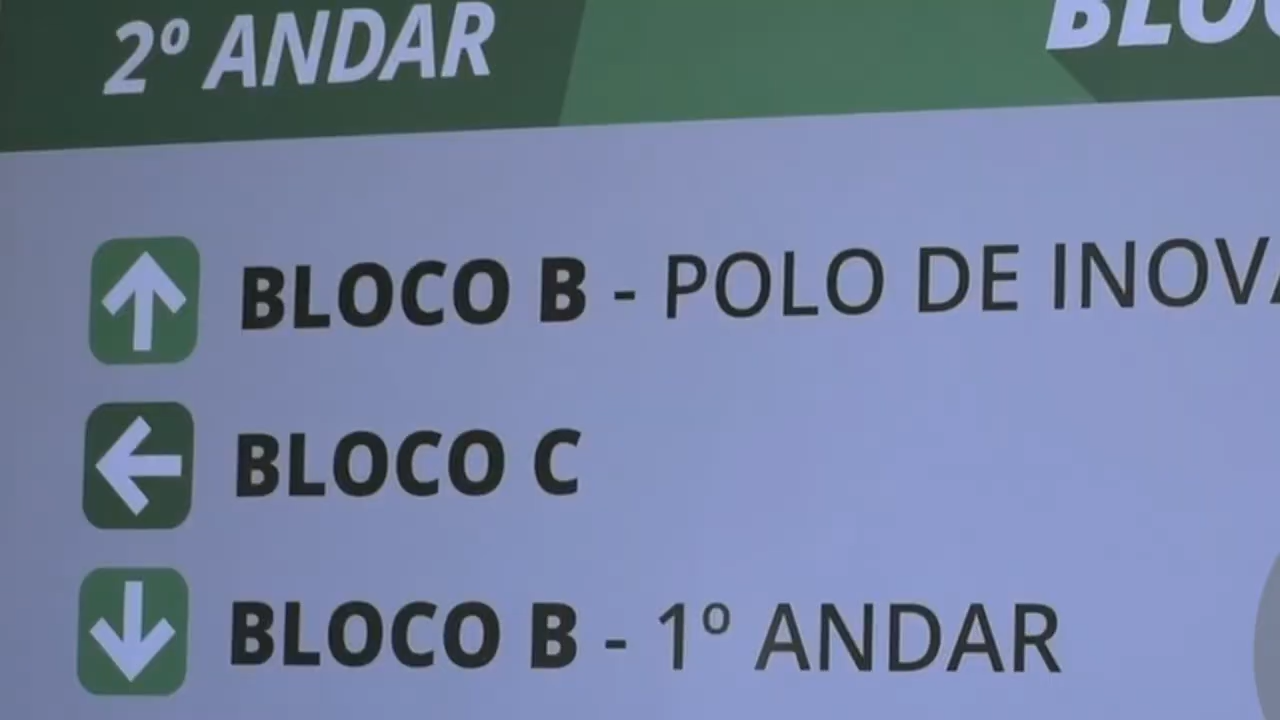 2º ANDAR
BLOCO B - POLO DE
BLOCO C
BLOCO B - 1º ANDAR